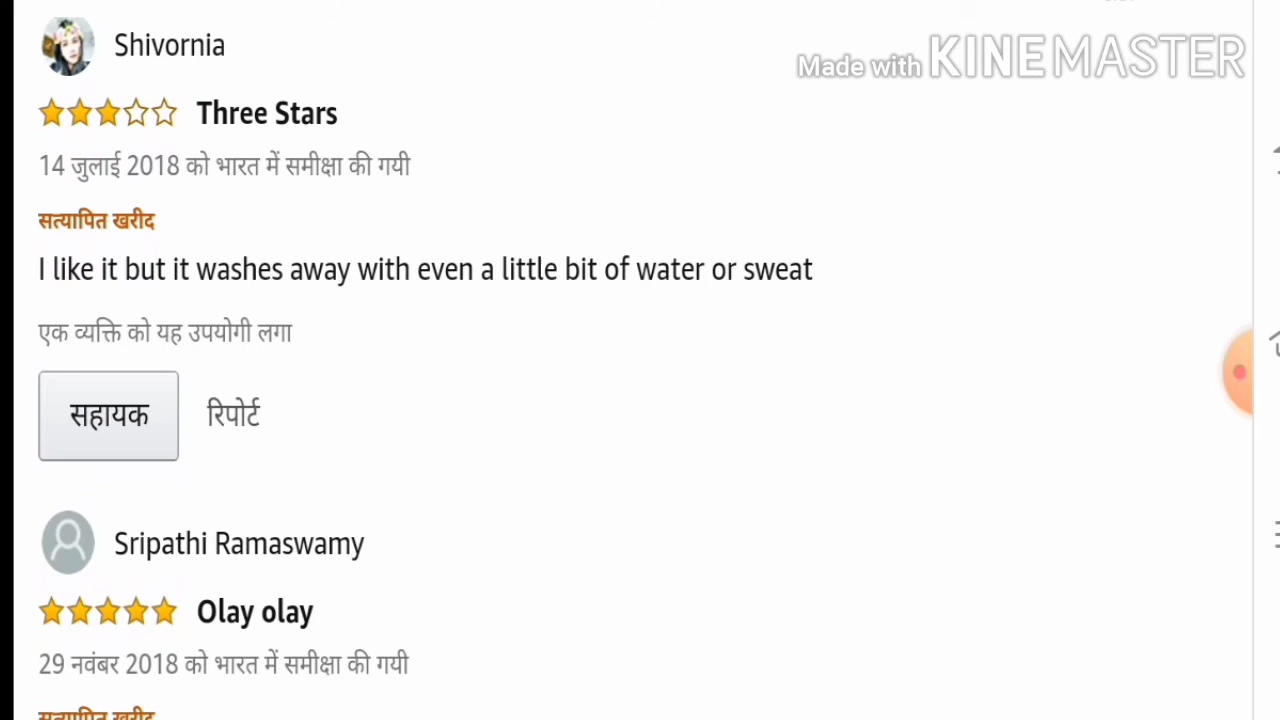 Shivornia
Made with KINEMASTER
Three Stars
14 जुलाई 2018 को भारत में समीक्षा की गयी
सत्यापित खरीद
I like it but it washes away with even a little bit of water or sweat
एक व्यक्ति को यह उपयोगी लगा
सहायक रिपोर्ट
Sripathi Ramaswamy
Olay olay
29 नवंबर 2018 को भारत में समीक्षा की गयी
सत्यापित खरीद